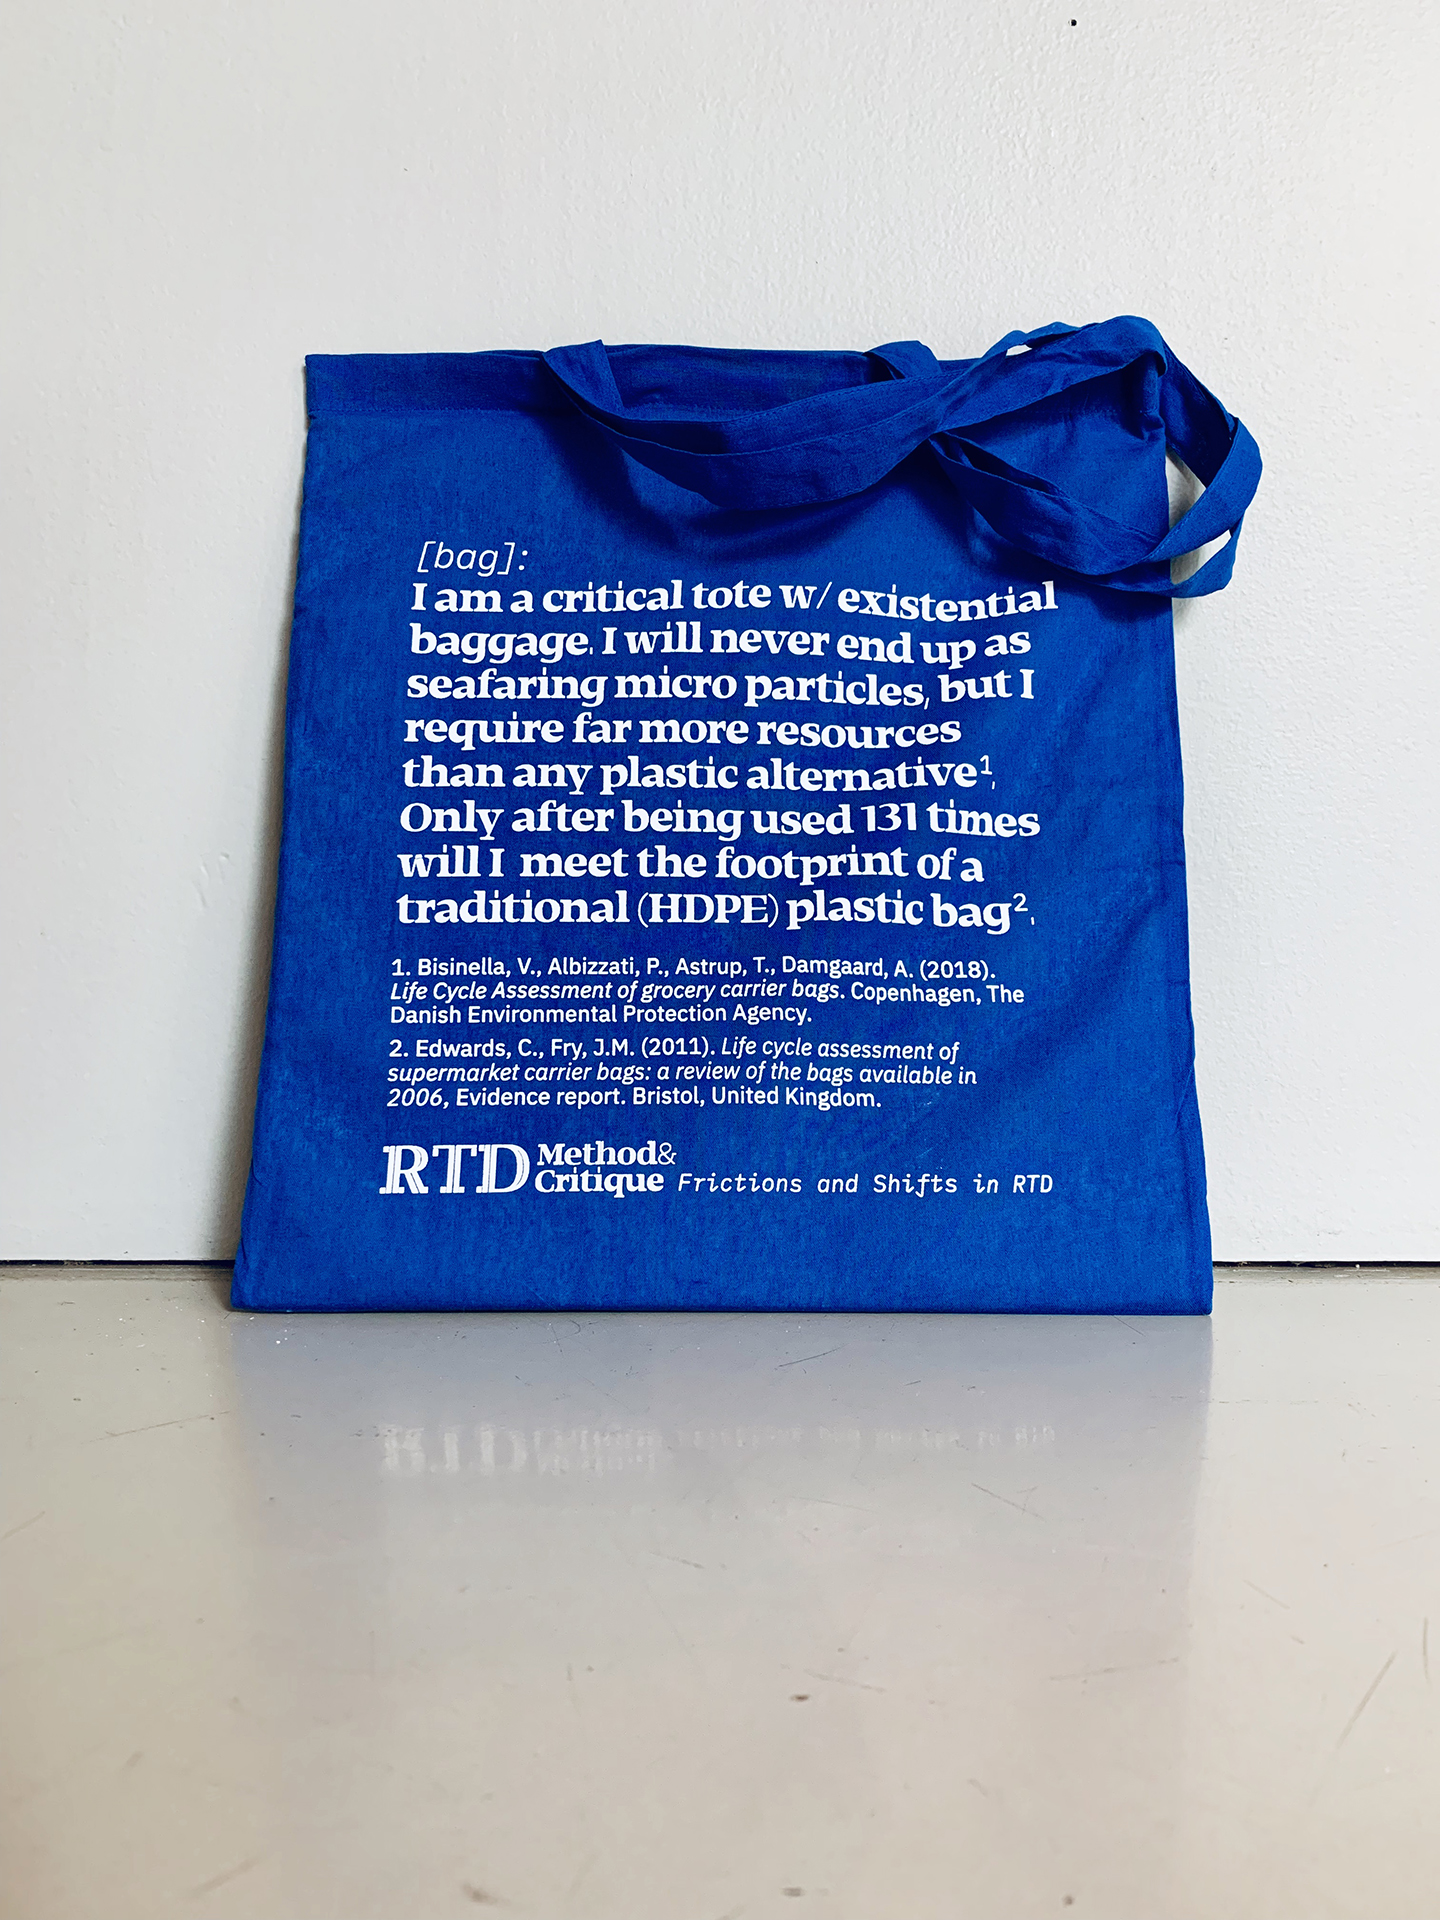 [bag]:
I am a critical tote w/ existential
baggage. I will never end up as
seafaring micro particles, but I
require far more resources
than any plastic alternative¹.
Only after being used 131 times
will I meet the footprint of a
traditional (HDPE) plastic bag².
1. Bisinella, V., Albizzati, P., Astrup, T., Damgaard, A. (2018).
Life Cycle Assessment of grocery carrier bags. Copenhagen, The
Danish Environmental Protection Agency.
2. Edwards, C., Fry, J.M. (2011). Life cycle assessment of
supermarket carrier bags: a review of the bags available in
2006, Evidence report. Bristol, United Kingdom.
RTD Method&
Critique Frictions and Shifts in RTD